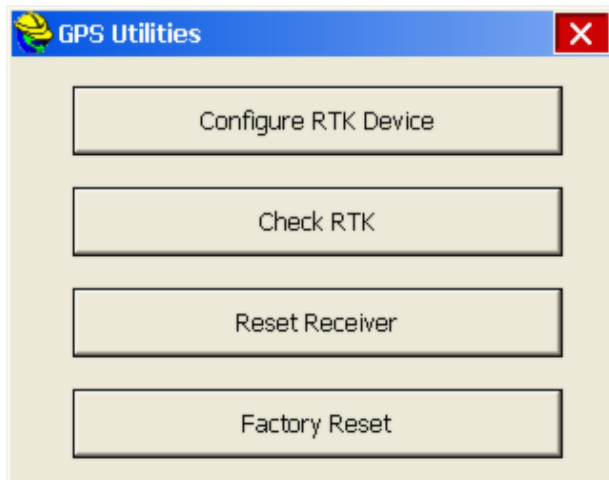 GPS Utilities
Configure RTK Device
Check RTK
Reset Receiver
Factory Reset